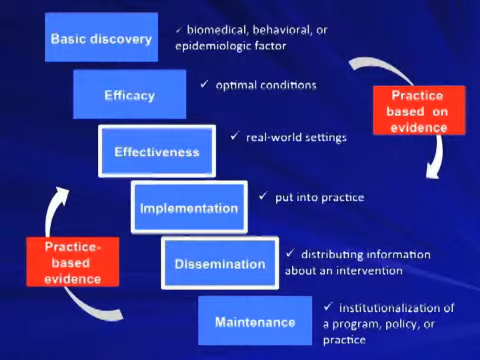 Basic discovery
✓ biomedical, behavioral, or
epidemiologic factor
Efficacy
✓ optimal conditions
Practice
based on
evidence
Effectiveness
✓ real-world settings
Implementation
✓ put into practice
Practice-
based
evidence
Dissemination
✓ distributing information
about an intervention
Maintenance
✓ institutionalization of
a program, policy, or
practice